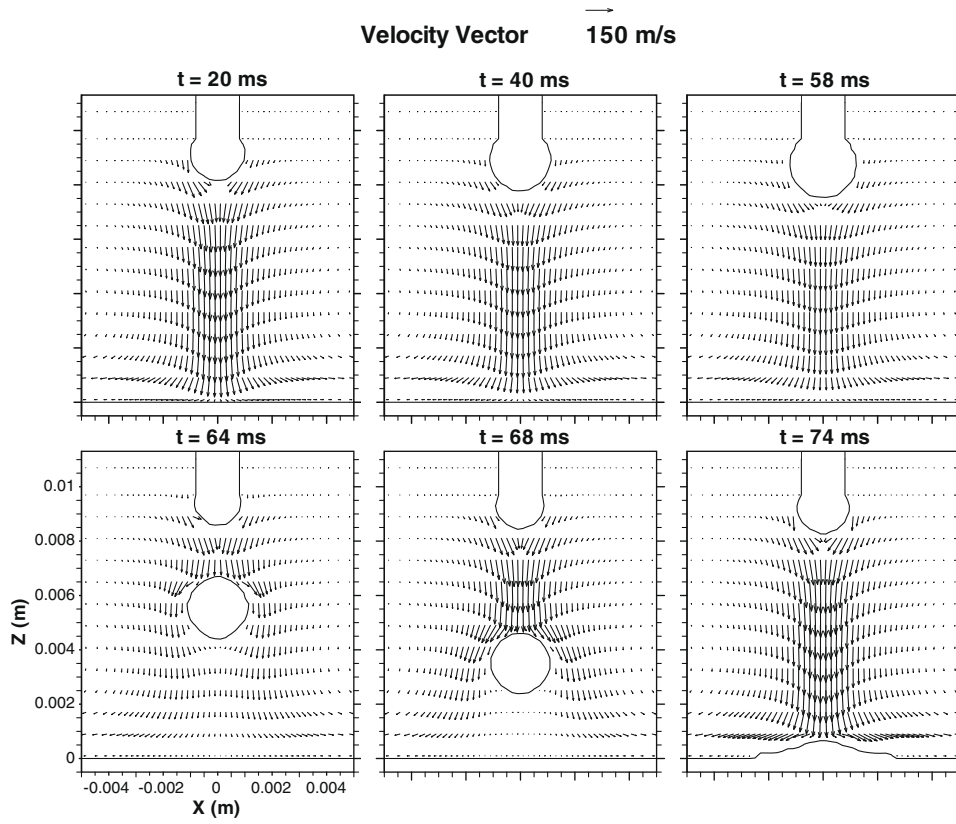 Velocity Vector 150 m/s
t = 20 ms t = 40 ms t = 58 ms
t = 64 ms t = 68 ms t = 74 ms
0.01
0.008
0.006
0.004
0.002
0
Z (m)
-0.004 -0.002 0 0.002 0.004
X (m)